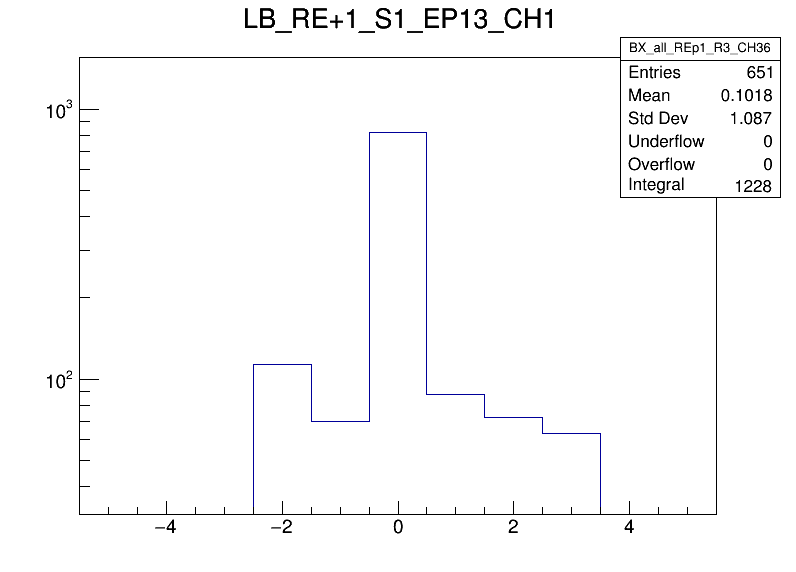 LB_RE+1_S1_EP13_CH1
BX_all_REp1_R3_CH36
Entries 651
Mean 0.1018
Std Dev 1.087
Underflow 0
Overflow 0
Integral 1228
10³
10²
−4 −2 0 2 4